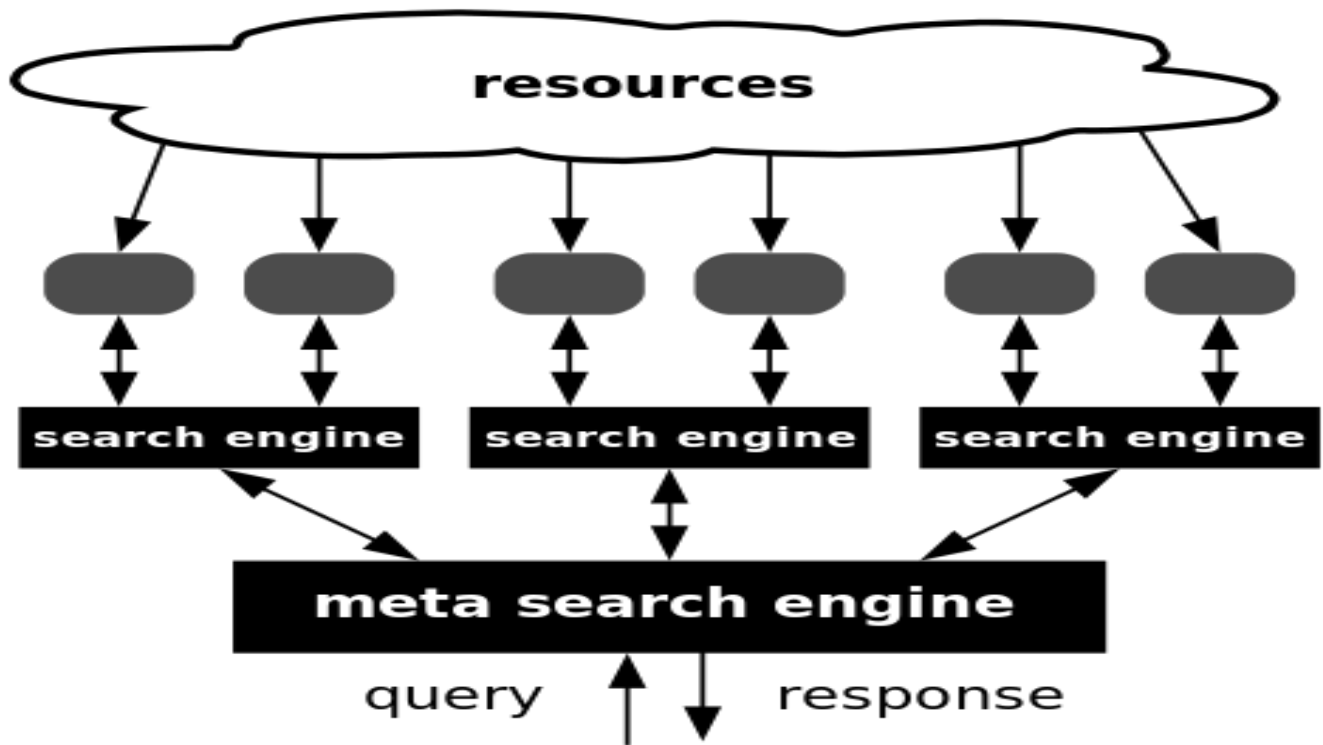 resources
search engine
search engine
search engine
meta search engine
query
response